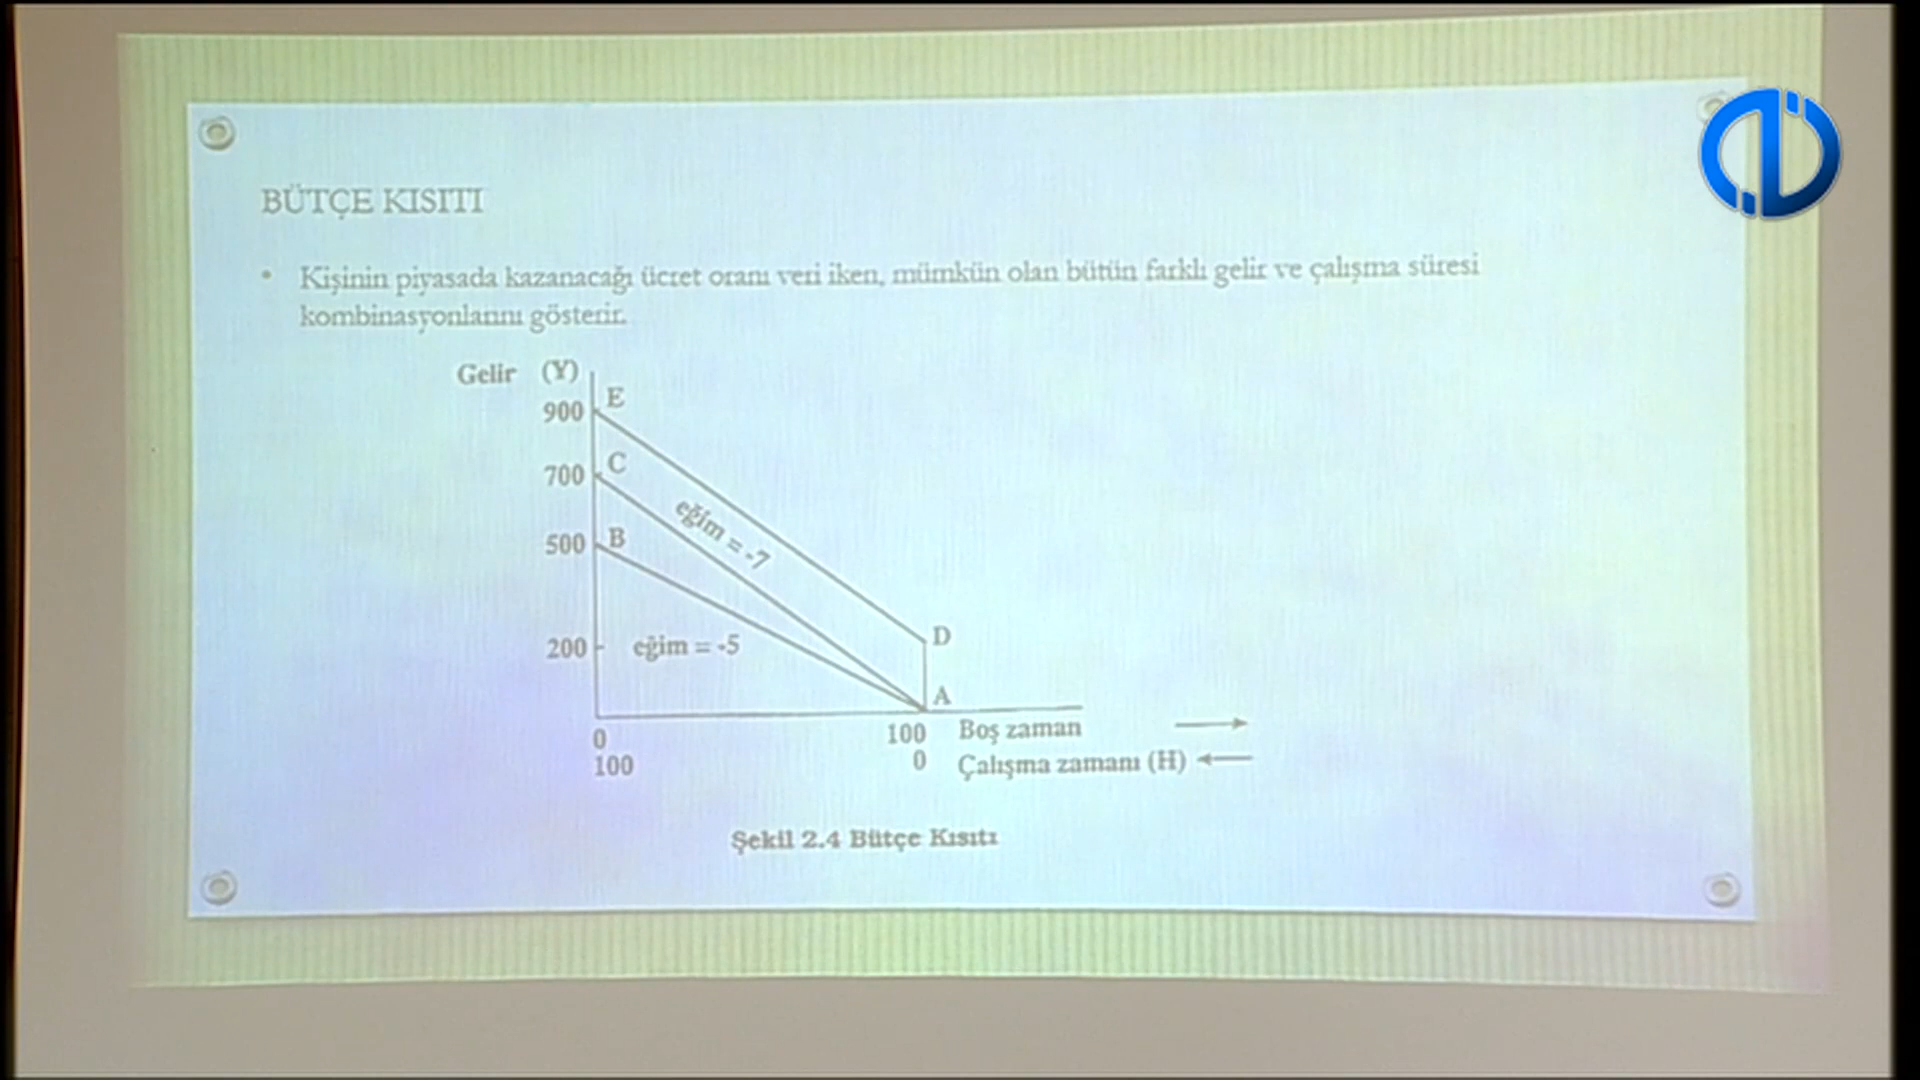 BÜTÇE KISITI
• Kişinin piyasada kazanacağı ücret oranı veri iken, mümkün olan bütün farklı gelir ve çalışma süresi
kombinasyonlarını gösterir.
Gelir (Y)
900 E
700 C
eğim = -7
500 B
200 eğim = -5
D
A
0 100 Boş zaman
100 0 Çalışma zamanı (H)
Şekil 2.4 Bütçe Kısıtı